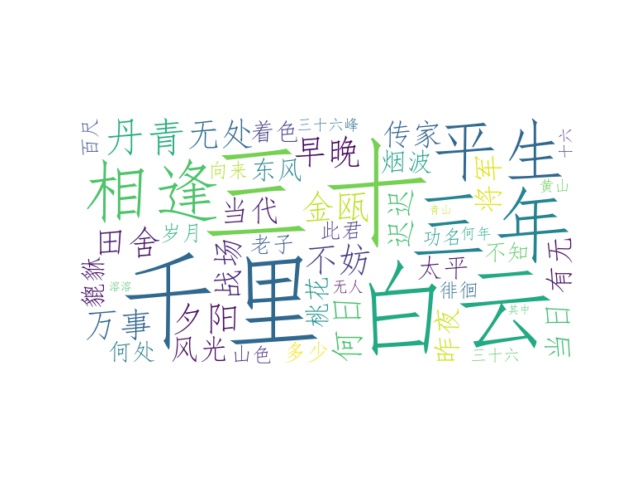 百尺
丹青
无处
着色
三十六峰
传家
平生
十六
相逢
三十
向来
东风
早晚
烟波
将军
黄山
当代
金瓯
迟迟
三年
青山
田舍
岁月
战场
老子
此君
功名
何年
不妨
太平
不知
有无
貔貅
溶溶
千里
桃花
无人
白云
徘徊
其中
万事
夕阳
何日
昨夜
当日
何处
风光
山色
多少
三十六